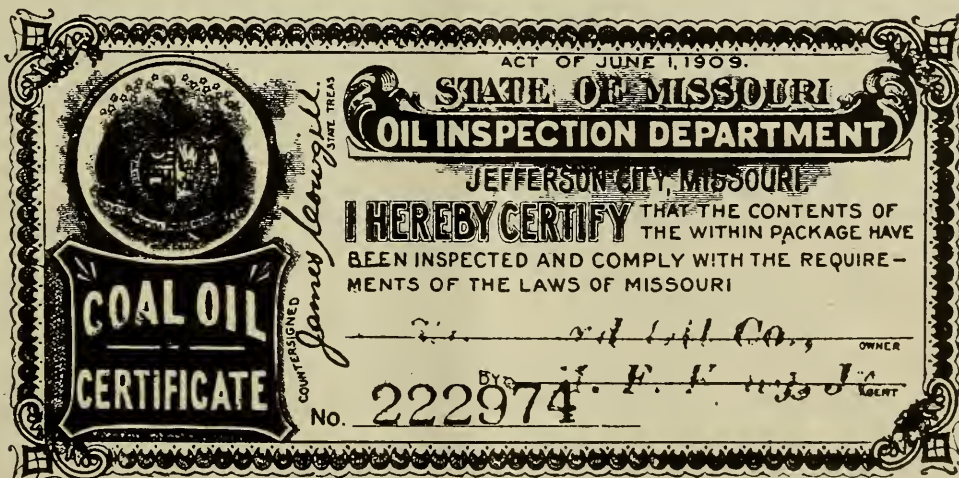 ACT OF JUNE 1, 1909.
STATE OF MISSOURI
OIL INSPECTION DEPARTMENT
JEFFERSON CITY, MISSOURI.
I HEREBY CERTIFY THAT THE CONTENTS OF
THE WITHIN PACKAGE HAVE
BEEN INSPECTED AND COMPLY WITH THE REQUIRE-
MENTS OF THE LAWS OF MISSOURI
Oil Co., OWNER
BY
AGENT
No. 222974
COAL OIL
CERTIFICATE
COUNTERSIGNED
James Cowgill.
STATE TREAS